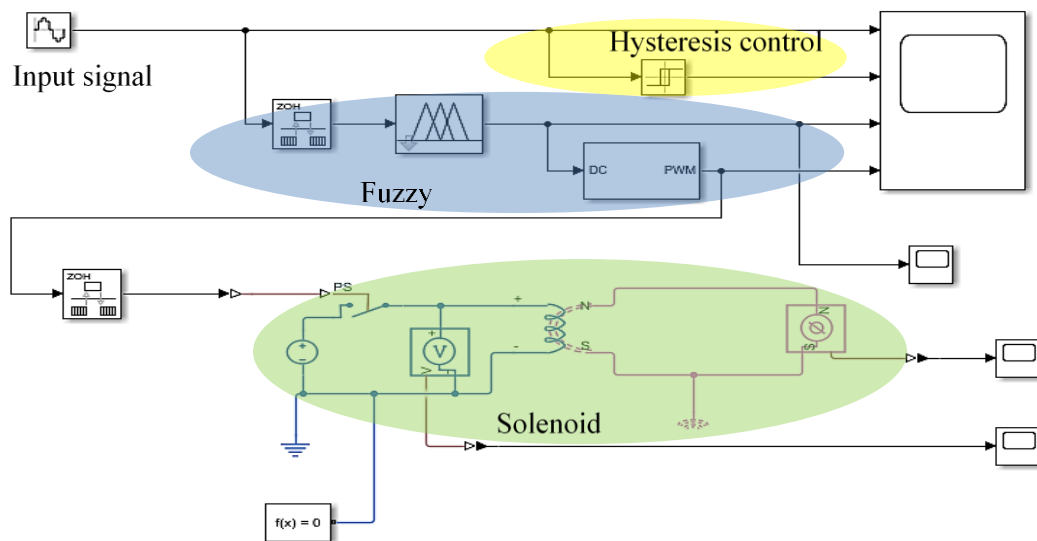 Hysteresis control
Input signal
ZOH
DC
PWM
Fuzzy
ZOH
PS
+
N
+
-
+
V
-
S
V
Φ
N
S
Solenoid
f(x) = 0